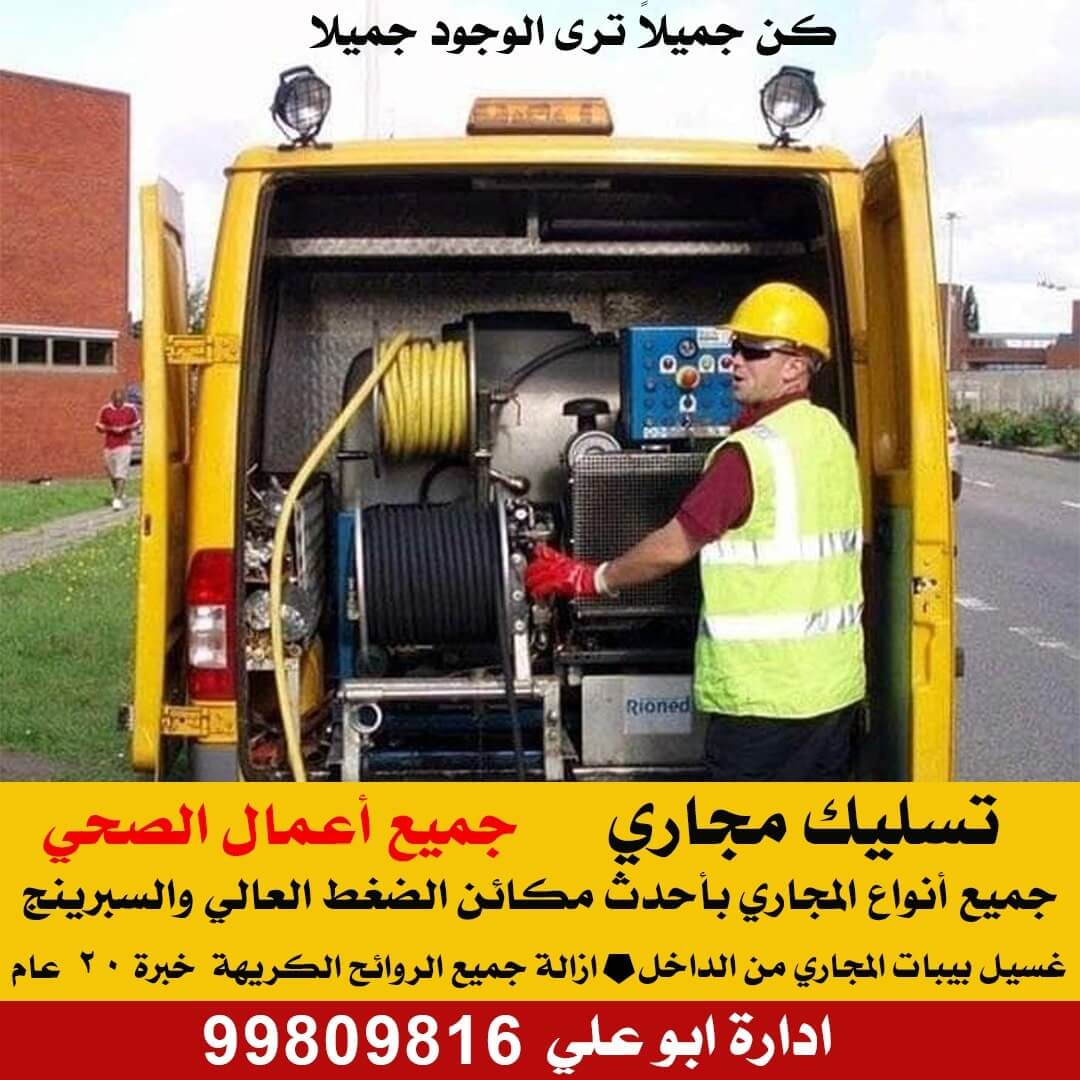 كن جميلاً ترى الوجود جميلا
Rioned
تسليك مجاري جميع أعمال الصحي
جميع أنواع المجاري بأحدث مكائن الضغط العالي والسبرينج
غسيل بيبات المجاري من الداخل ازالة جميع الروائح الكريهة خبرة ٢٠ عام
ادارة ابو علي 99809816